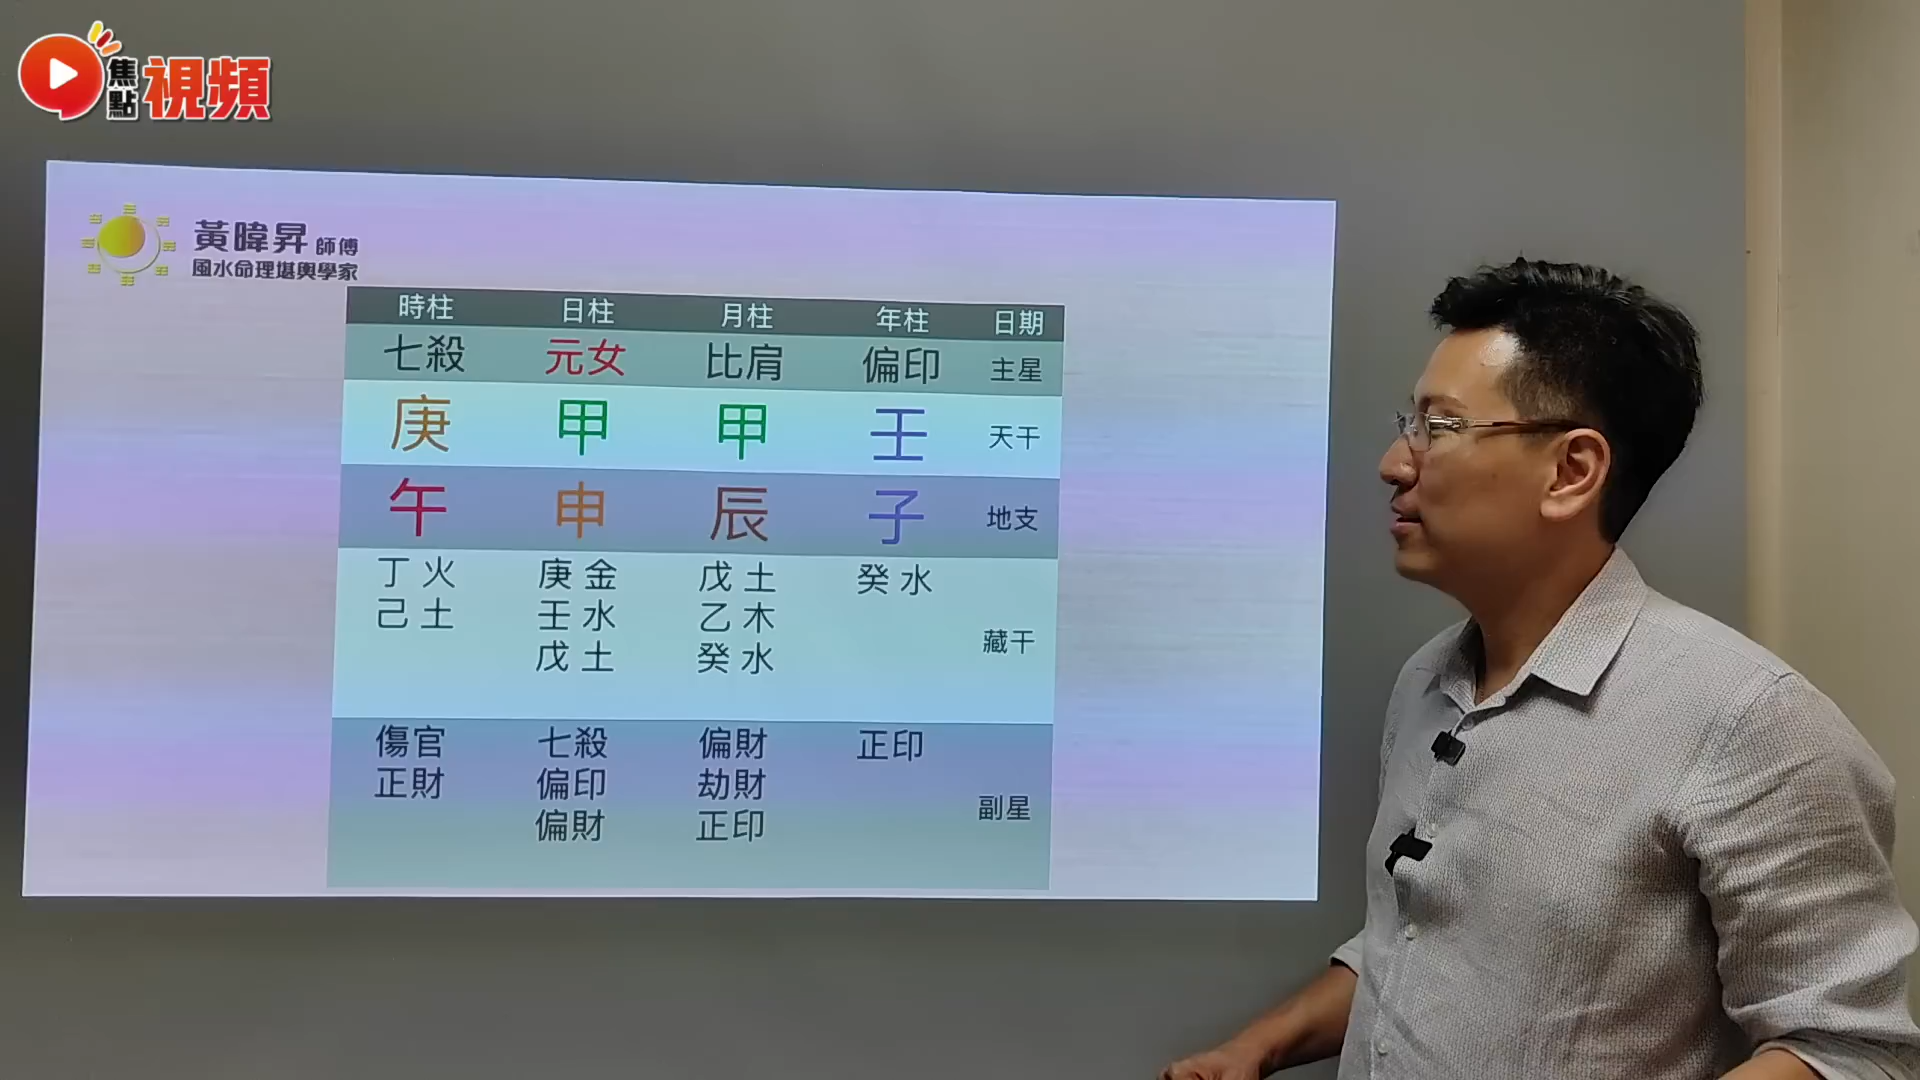 焦點視頻
黃暐昇師傅
風水命理堪輿學家
時柱 日柱 月柱 年柱 日期
七殺 元女 比肩 偏印 主星
庚 甲 甲 壬 天干
午 申 辰 子 地支
丁火 庚金 戊土 癸水
己土 壬水 乙木
藏干
戊土 癸水
傷官 七殺 偏財 正印
正財 偏印 劫財
副星
偏財 正印